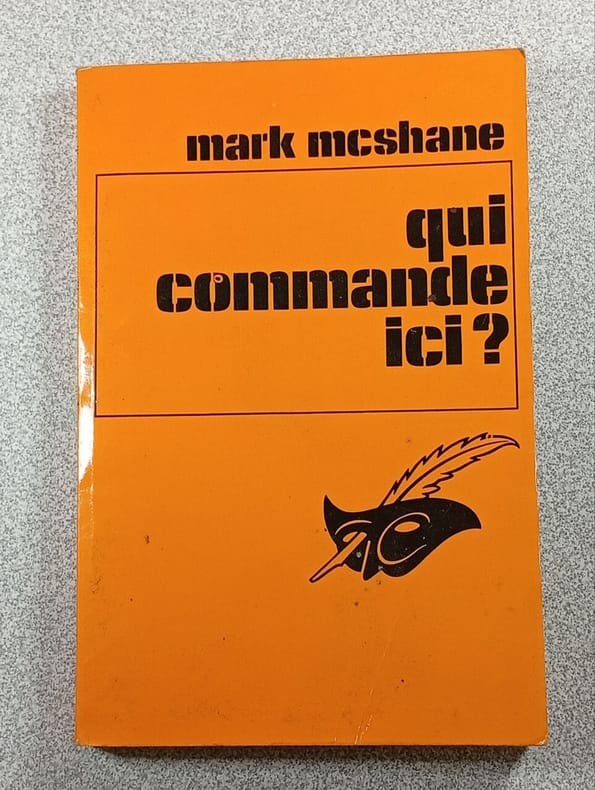 mark mcshane
qui
commande
ici?